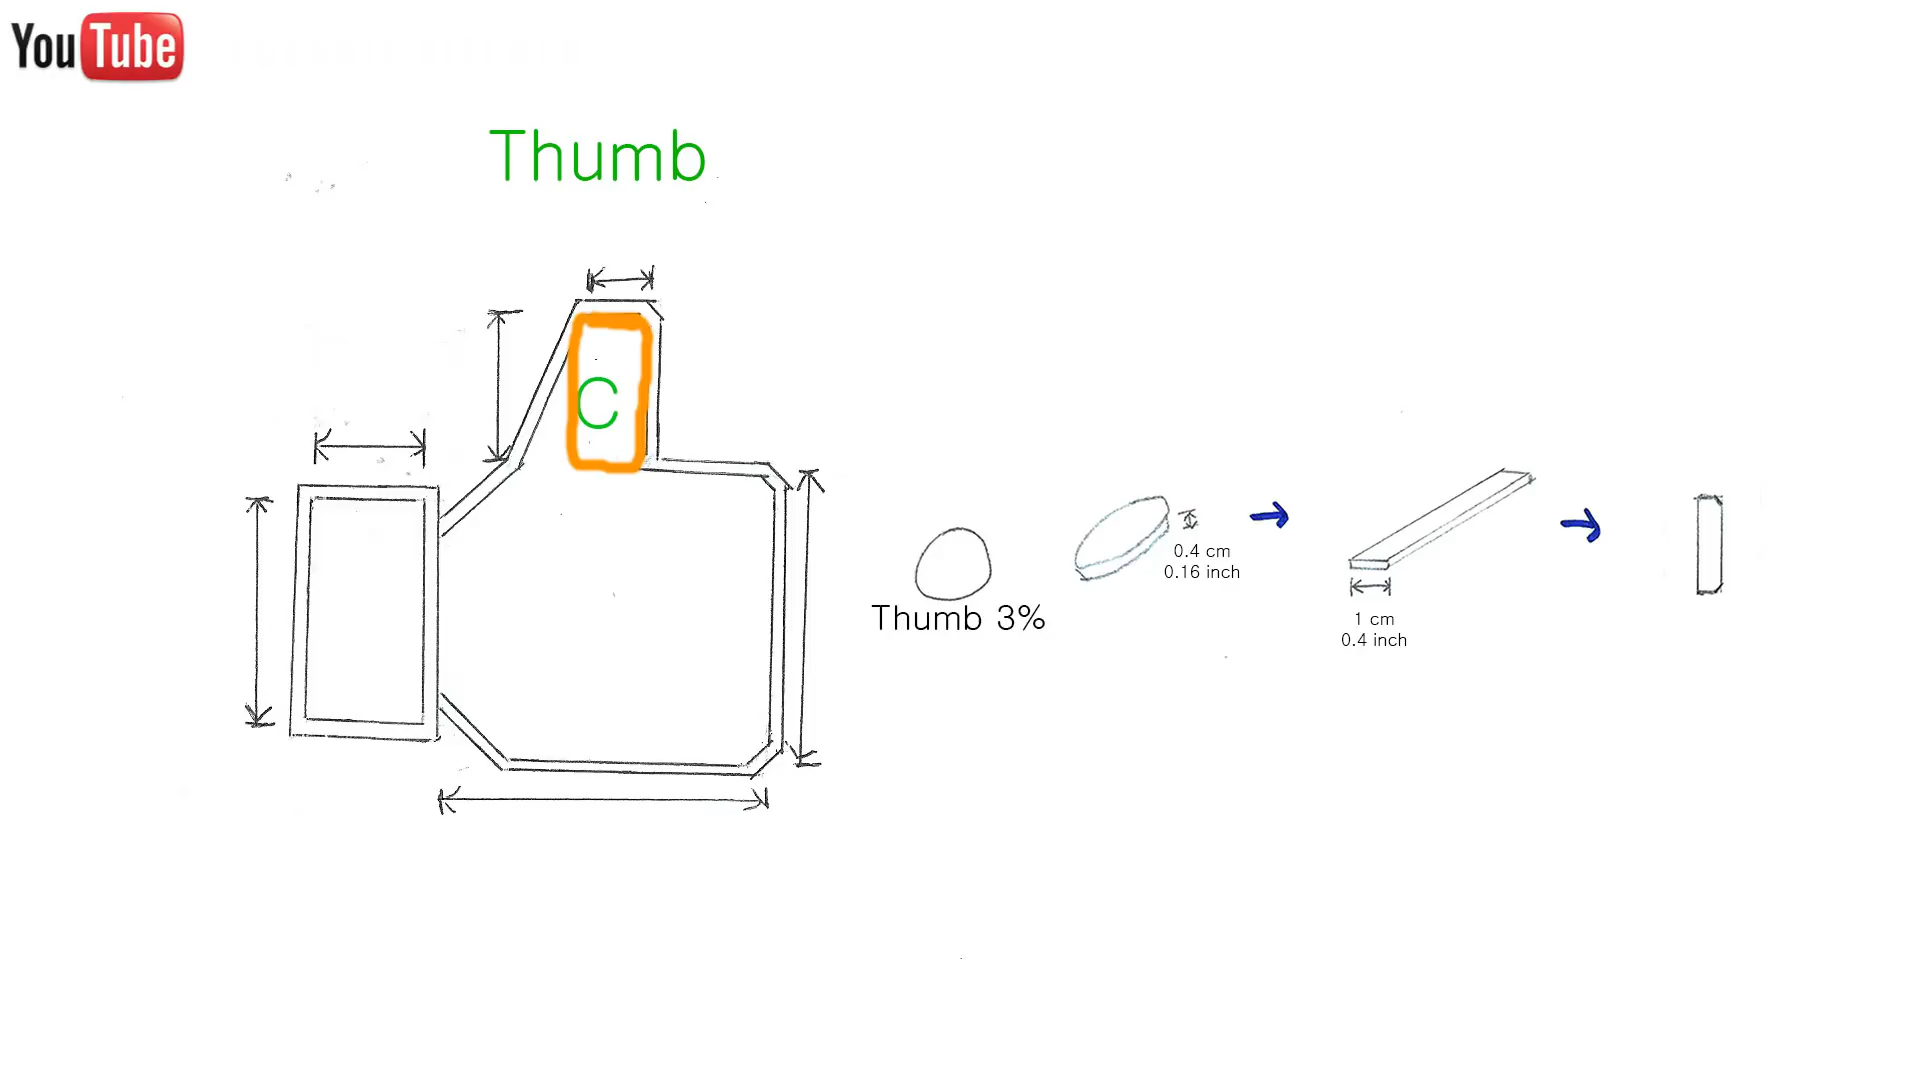 YouTube
Thumb
C
0.4 cm
0.16 inch
Thumb 3%
1 cm
0.4 inch